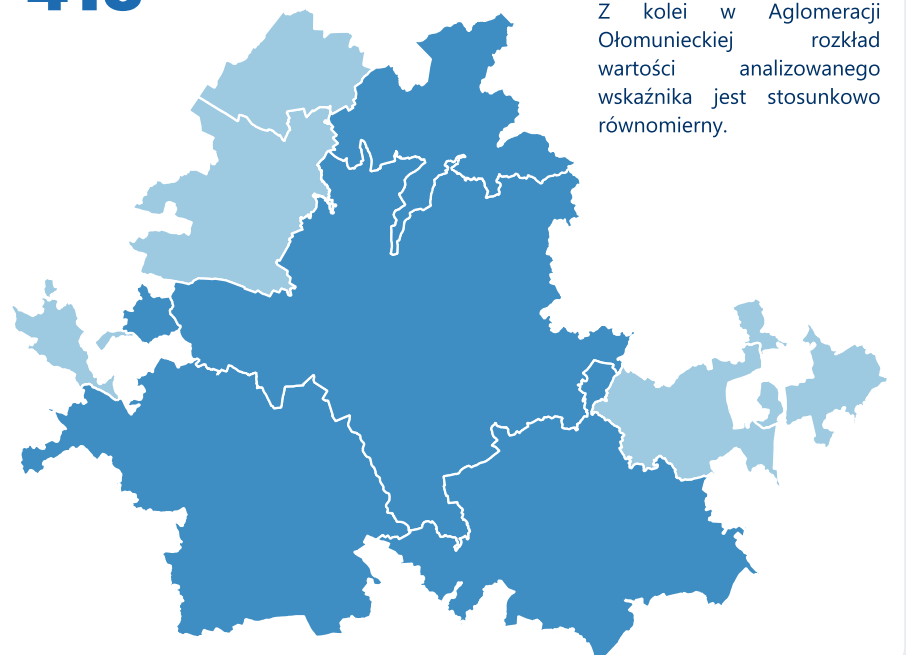 Z kolei w Aglomeracji
Ołomunieckiej rozkład
wartości analizowanego
wskaźnika jest stosunkowo
równomierny.